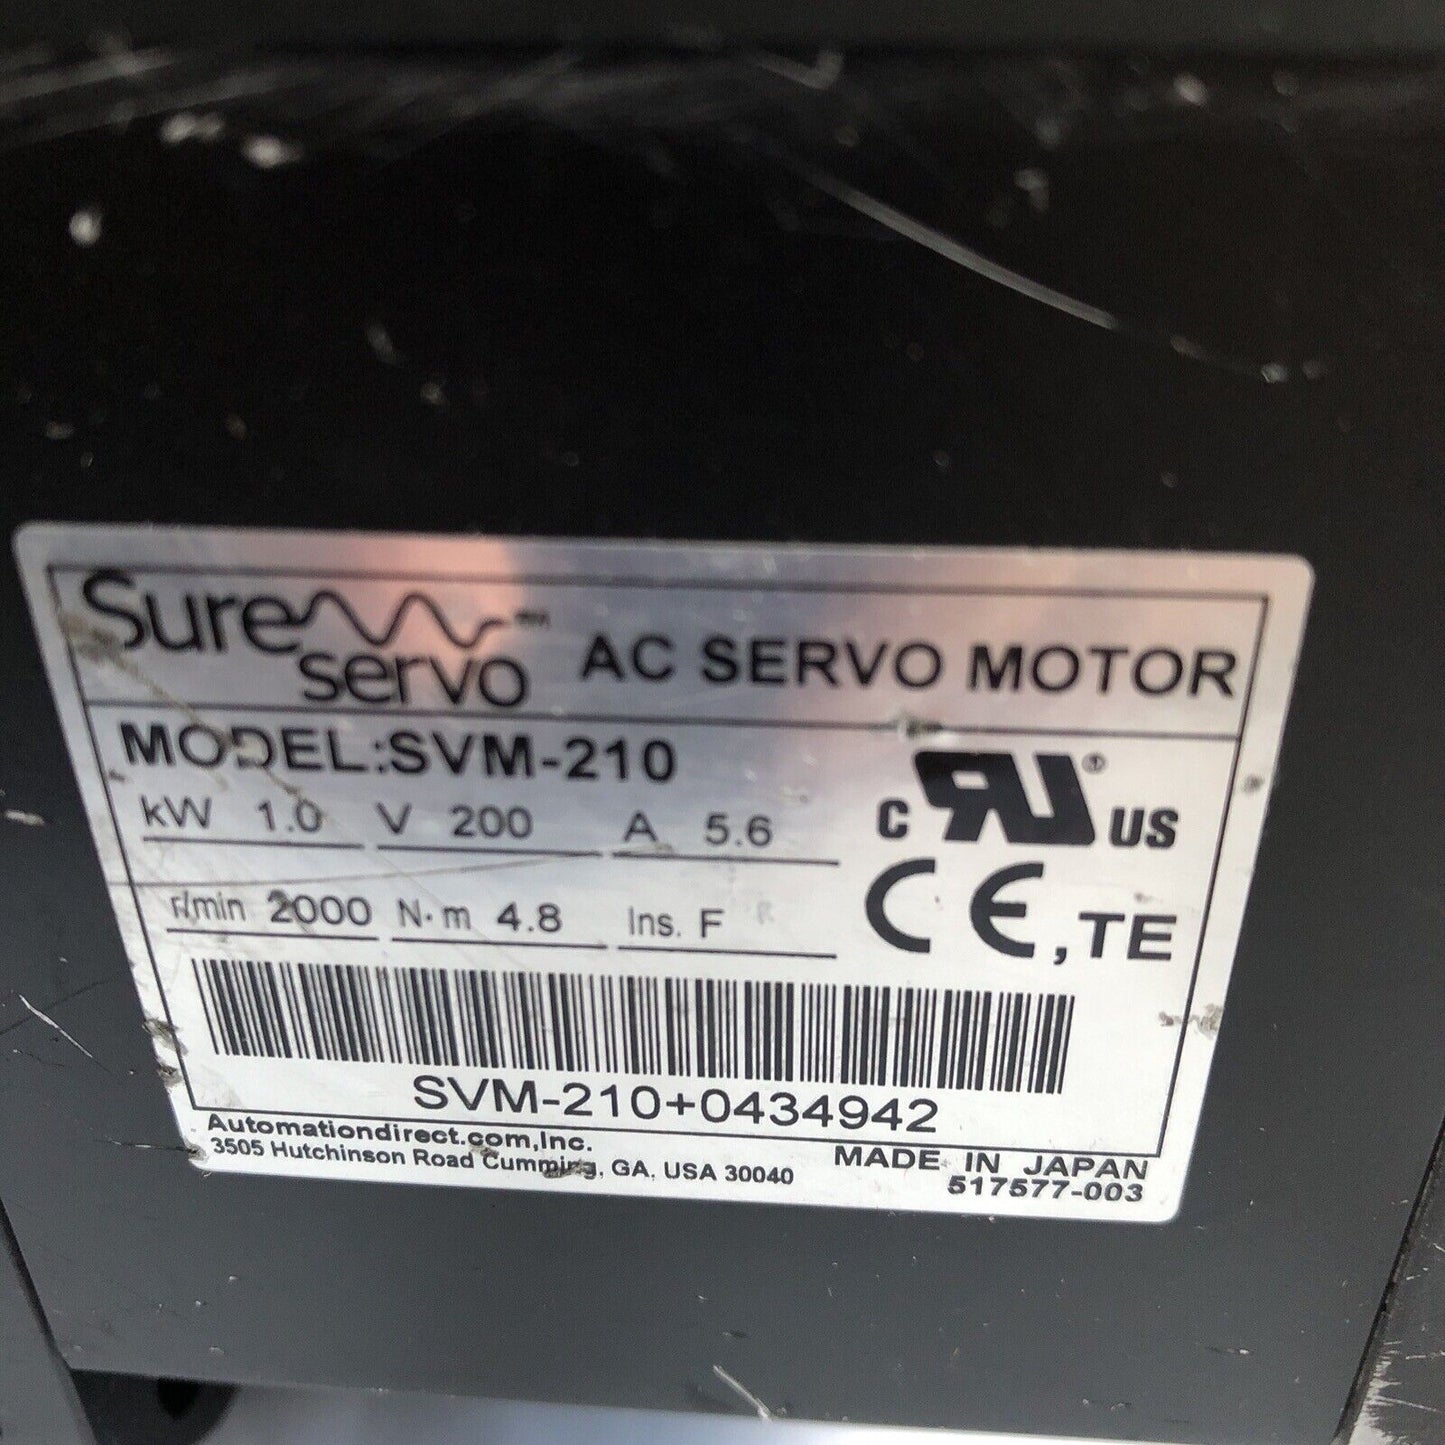 Sure servo™ AC SERVO MOTOR
MODEL:SVM-210
kW 1.0 V 200 A 5.6
r/min 2000 N·m 4.8 Ins. F
c RU® US
CE, TE
SVM-210+0434942
Automationdirect.com,Inc.
3505 Hutchinson Road Cumming, GA, USA 30040
MADE IN JAPAN
517577-003